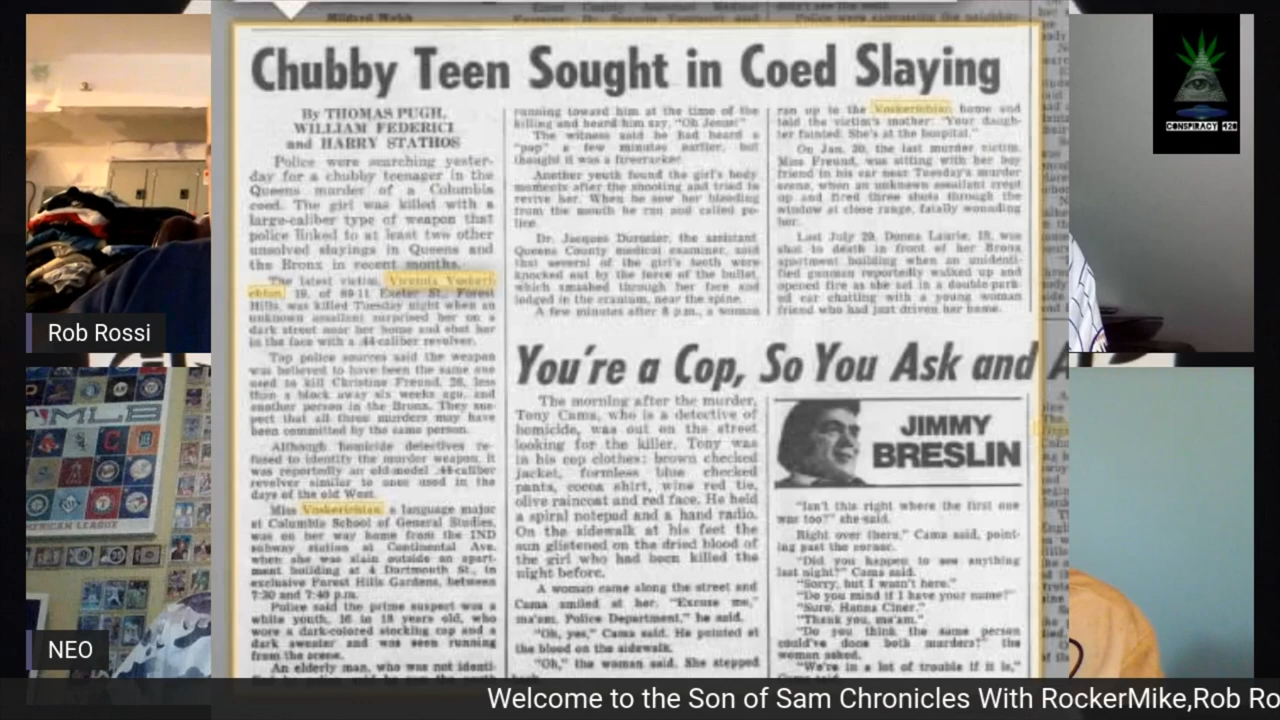 Mildred Webb
Chubby Teen Sought in Coed Slaying
By THOMAS PUGH,
WILLIAM FEDERICI
and HARRY STATHOS
Police were searching yester-
day for a chubby teenager in the
Queens murder of a Columbia
coed. The girl was killed with a
large-caliber type of weapon that
police linked to at least two other
unsolved slayings in Queens and
the Bronx in recent months.
The latest victim, Virginia Voskeri-
chian, 19, of 69-11 Exeter St., Forest
Hills, was killed Tuesday night when an
unknown assailant surprised her on a
dark street near her home and shot her
in the face with a .44-caliber revolver.
Top police sources said the weapon
was believed to have been the same one
used to kill Christine Freund, 26, less
than a block away six weeks ago, and
another person in the Bronx. They sus-
pect that all three murders may have
been committed by the same person.
Although homicide detectives re-
fused to identify the murder weapon, it
was reportedly an old-model .44-caliber
revolver similar to ones used in the
days of the old West.
Miss Voskerichian, a language major
at Columbia School of General Studies,
was on her way home from the IND
subway station at Continental Ave.
when she was slain outside an apart-
ment building at 4 Dartmouth St., in
exclusive Forest Hills Gardens, between
7:30 and 7:40 p.m.
Police said the prime suspect was a
white youth, 16 to 18 years old, who
wore a dark-colored stocking cap and a
dark sweater and was seen running
from the scene.
An elderly man, who was not identi-
running toward him at the time of the
killing and heard him say, "Oh Jesus"
The witness said he had heard a
"pop" a few minutes earlier, but
thought it was a firecracker.
Another youth found the girl's body
moments after the shooting and tried to
revive her. When he saw her bleeding
from the mouth he ran and called po-
lice.
Dr. Jacques Durosier, the assistant
Queens County medical examiner, said
that several of the girl's teeth were
knocked out by the force of the bullet,
which smashed through her face and
lodged in the cranium, near the spine.
A few minutes after 8 p.m., a woman
ran up to the Voskerichian home and
told the victim's mother: "Your daugh-
ter fainted. She's at the hospital."
On Jan. 30, the last murder victim,
Miss Freund, was sitting with her boy
friend in his car near Tuesday's murder
scene, when an unknown assailant crept
up and fired three shots through the
window at close range, fatally wounding
her.
Last July 29, Donna Laurie, 18, was
shot to death in front of her Bronx
apartment building when an unidenti-
fied gunman reportedly walked up and
opened fire as she sat in a double-park-
ed car chatting with a young woman
friend who had just driven her home.
You're a Cop, So You Ask and
The morning after the murder,
Tony Cama, who is a detective of
homicide, was out on the street
looking for the killer. Tony was
in his cop clothes: brown checked
jacket, formless blue checked
pants, cocoa shirt, wine red tie,
olive raincoat and red face. He held
a spiral notepad and a hand radio.
On the sidewalk at his feet the
sun glistened on the dried blood of
the girl who had been killed the
night before.
A woman came along the street and
Cama smiled at her. "Excuse me,"
ma'am, Police Department," he said.
"Oh, yes," Cama said. He pointed at
the blood on the sidewalk.
"Oh," the woman said. She stepped
back.
JIMMY
BRESLIN
"Isn't this right where the first one
was too?" she said.
Right over there," Cama said, point-
ing past the corner.
"Did you happen to see anything
last night?" Cama said.
"Sorry, but I wasn't here."
"Do you mind if I have your name?"
"Sure. Hanna Ciner."
"Thank you, ma'am."
"Do you think the same person
could've done both murders?" the
woman asked.
"We're in a lot of trouble if it is,"
Cama said.
CONSPIRACY 420
Rob Rossi
MLB
AMERICAN LEAGUE
NEO
Welcome to the Son of Sam Chronicles With RockerMike,Rob Ro